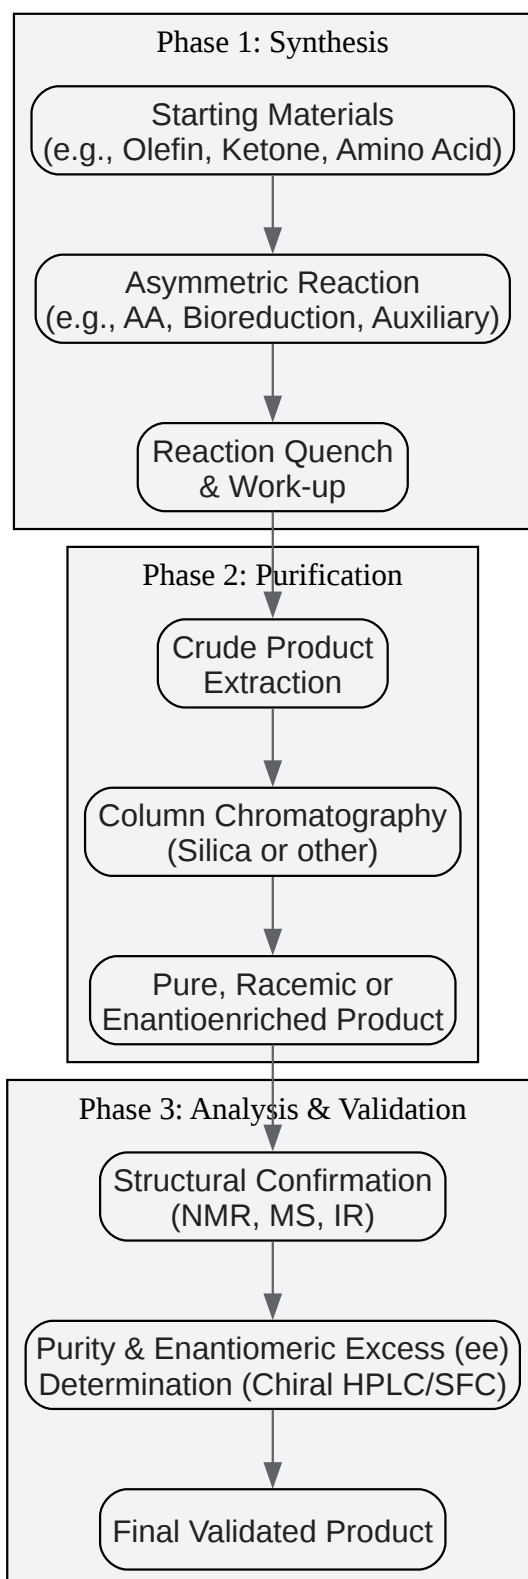 Phase 1: Synthesis
Starting Materials
(e.g., Olefin, Ketone, Amino Acid)
Asymmetric Reaction
(e.g., AA, Bioreduction, Auxiliary)
Reaction Quench
& Work-up
Phase 2: Purification
Crude Product
Extraction
Column Chromatography
(Silica or other)
Pure, Racemic or
Enantioenriched Product
Phase 3: Analysis & Validation
Structural Confirmation
(NMR, MS, IR)
Purity & Enantiomeric Excess (ee)
Determination (Chiral HPLC/SFC)
Final Validated Product